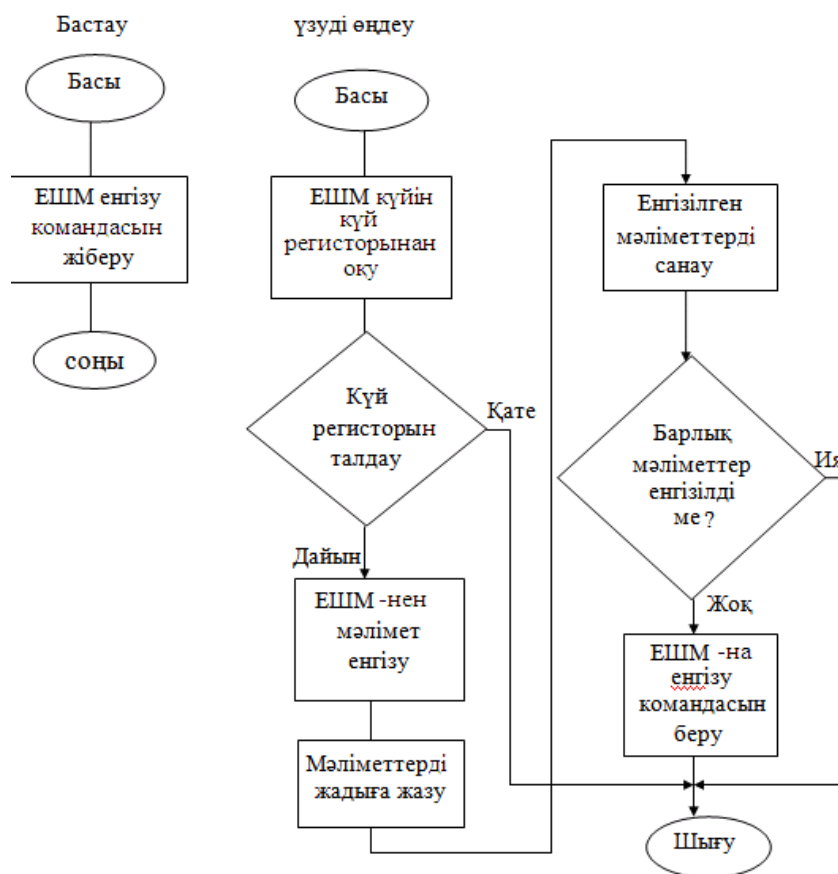 Бастау
Басы
ЕШМ енгізу
командасын
жіберу
соңы
үзуді өңдеу
Басы
ЕШМ күйін
күй
регисторынан
оқу
Күй
регисторын
талдау
Қате
Дайын
ЕШМ -нен
мәлімет
енгізу
Мәліметтерді
жадыға жазу
Енгізілген
мәліметтерді
санау
Барлық
мәліметтер
енгізілді
ме ?
Ия
Жоқ
ЕШМ -на
енгізу
командасын
беру
Шығу